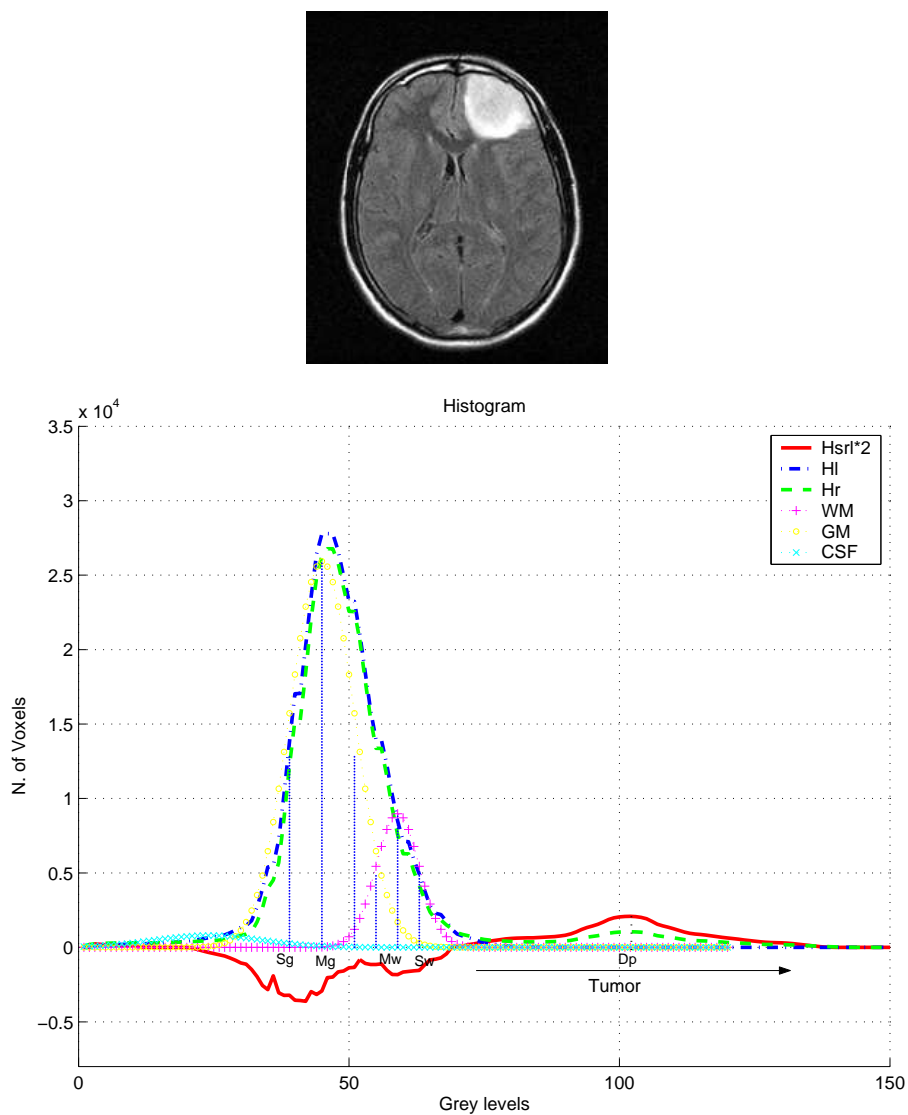 Histogram
x 10^4
3.5
3
2.5
2
1.5
1
0.5
0
−0.5
N. of Voxels
Hsrl*2
Hl
Hr
WM
GM
CSF
Sg Mg Mw Sw Dp
Tumor
0 50 100 150
Grey levels